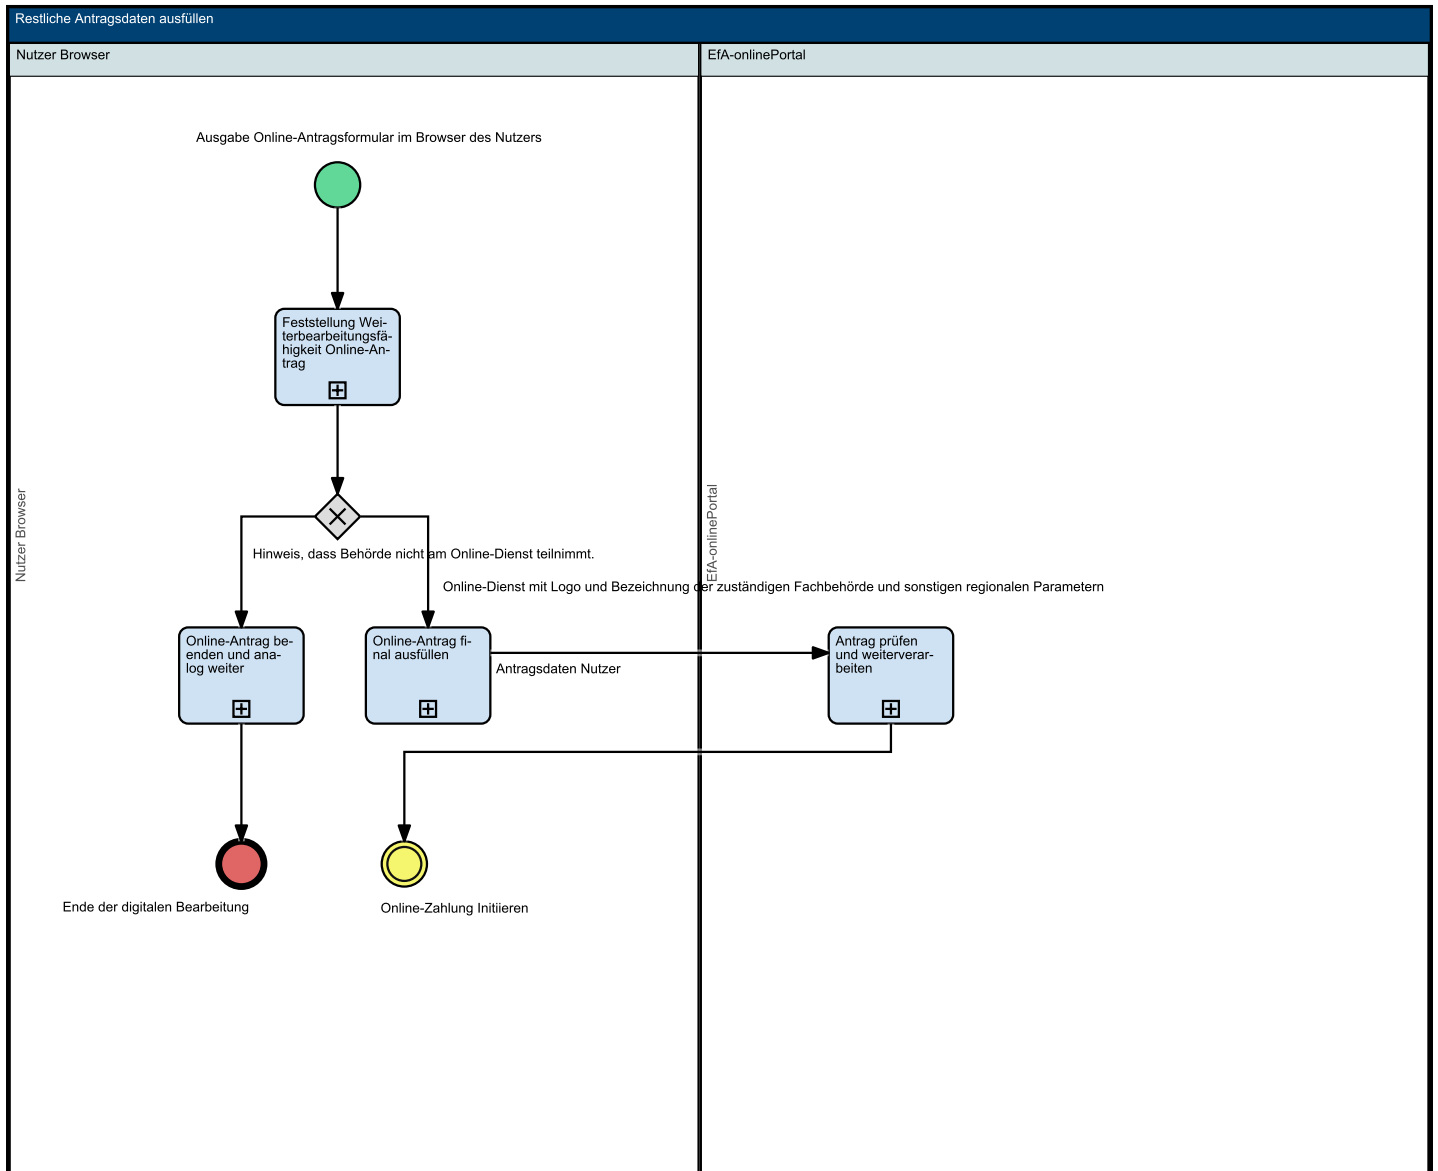 Restliche Antragsdaten ausfüllen
Nutzer Browser
EfA-onlinePortal
Ausgabe Online-Antragsformular im Browser des Nutzers
Feststellung Wei-
terbearbeitungsfä-
higkeit Online-An-
trag
Nutzer Browser
EfA-onlinePortal
Hinweis, dass Behörde nicht am Online-Dienst teilnimmt.
Online-Dienst mit Logo und Bezeichnung der zuständigen Fachbehörde und sonstigen regionalen Parametern
Online-Antrag be-
enden und ana-
log weiter
Online-Antrag fi-
nal ausfüllen
Antragsdaten Nutzer
Antrag prüfen
und weiterverar-
beiten
Ende der digitalen Bearbeitung
Online-Zahlung Initiieren